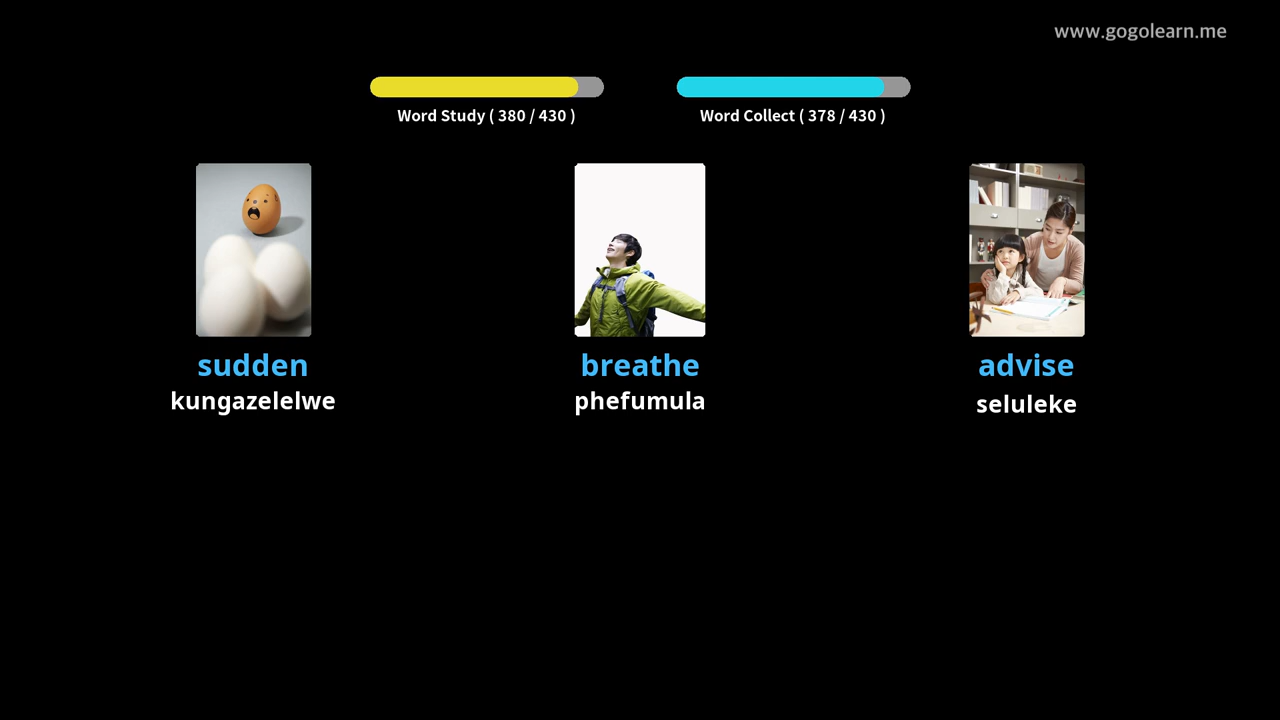 www.gogolearn.me
Word Study ( 380 / 430 )
Word Collect ( 378 / 430 )
sudden
kungazelelwe
breathe
phefumula
advise
seluleke